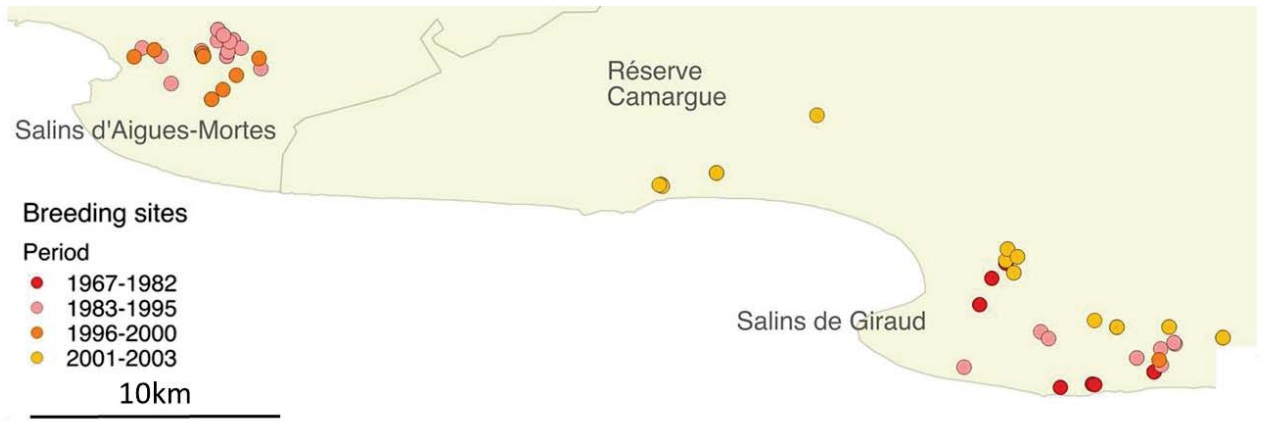 Réserve
Camargue
Salins d'Aigues-Mortes
Breeding sites
Period
1967-1982
1983-1995
1996-2000
2001-2003
10km
Salins de Giraud